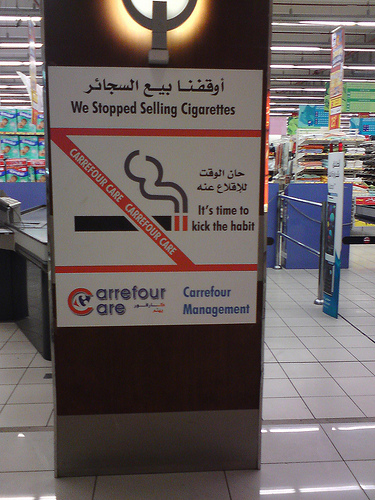 أوقفنا بيع السجائر
We Stopped Selling Cigarettes
CARREFOUR CARE CARREFOUR CARE
حان الوقت
للإقلاع عنه
It's time to
kick the habit
Carrefour
Care
Carrefour
Management